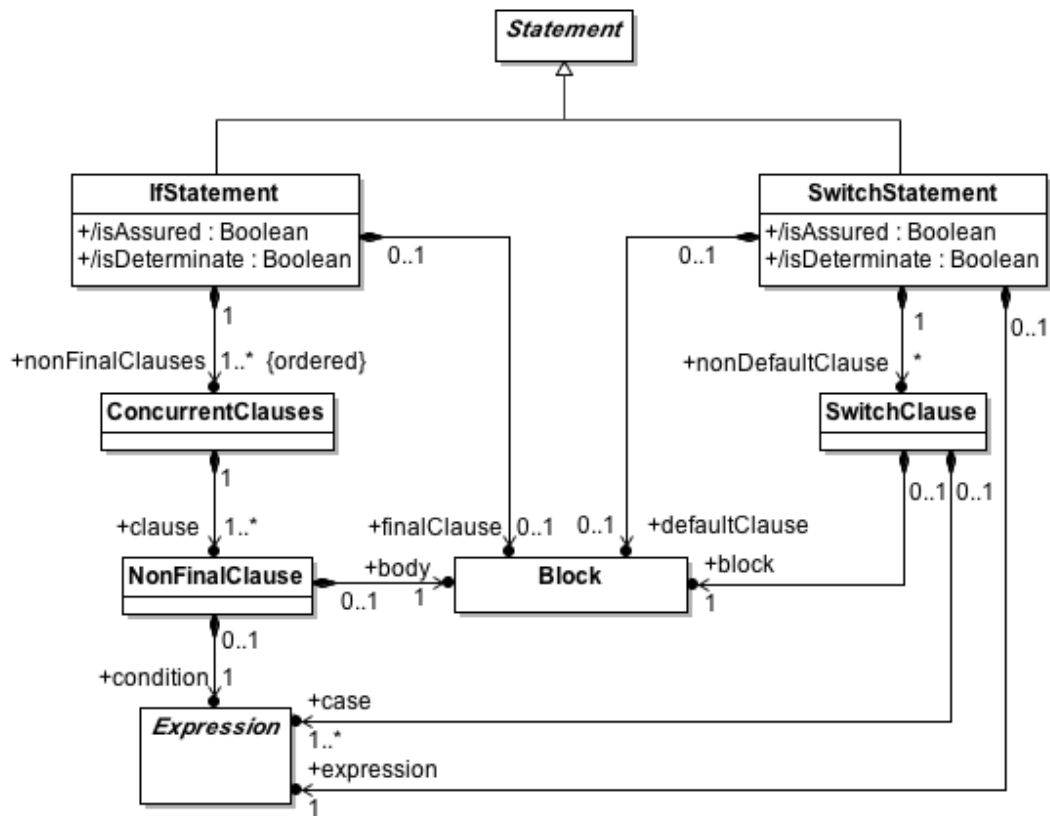 Statement
IfStatement
+/isAssured : Boolean
+/isDeterminate : Boolean
SwitchStatement
+/isAssured : Boolean
+/isDeterminate : Boolean
0..1
0..1
1
1
0..1
+nonFinalClauses 1..* {ordered}
+nonDefaultClause *
ConcurrentClauses
SwitchClause
1
0..1
0..1
+clause 1..*
+finalClause 0..1
0..1 +defaultClause
NonFinalClause
+body
Block
+block
0..1
1
1
0..1
+condition 1
Expression
+case
1..*
+expression
1